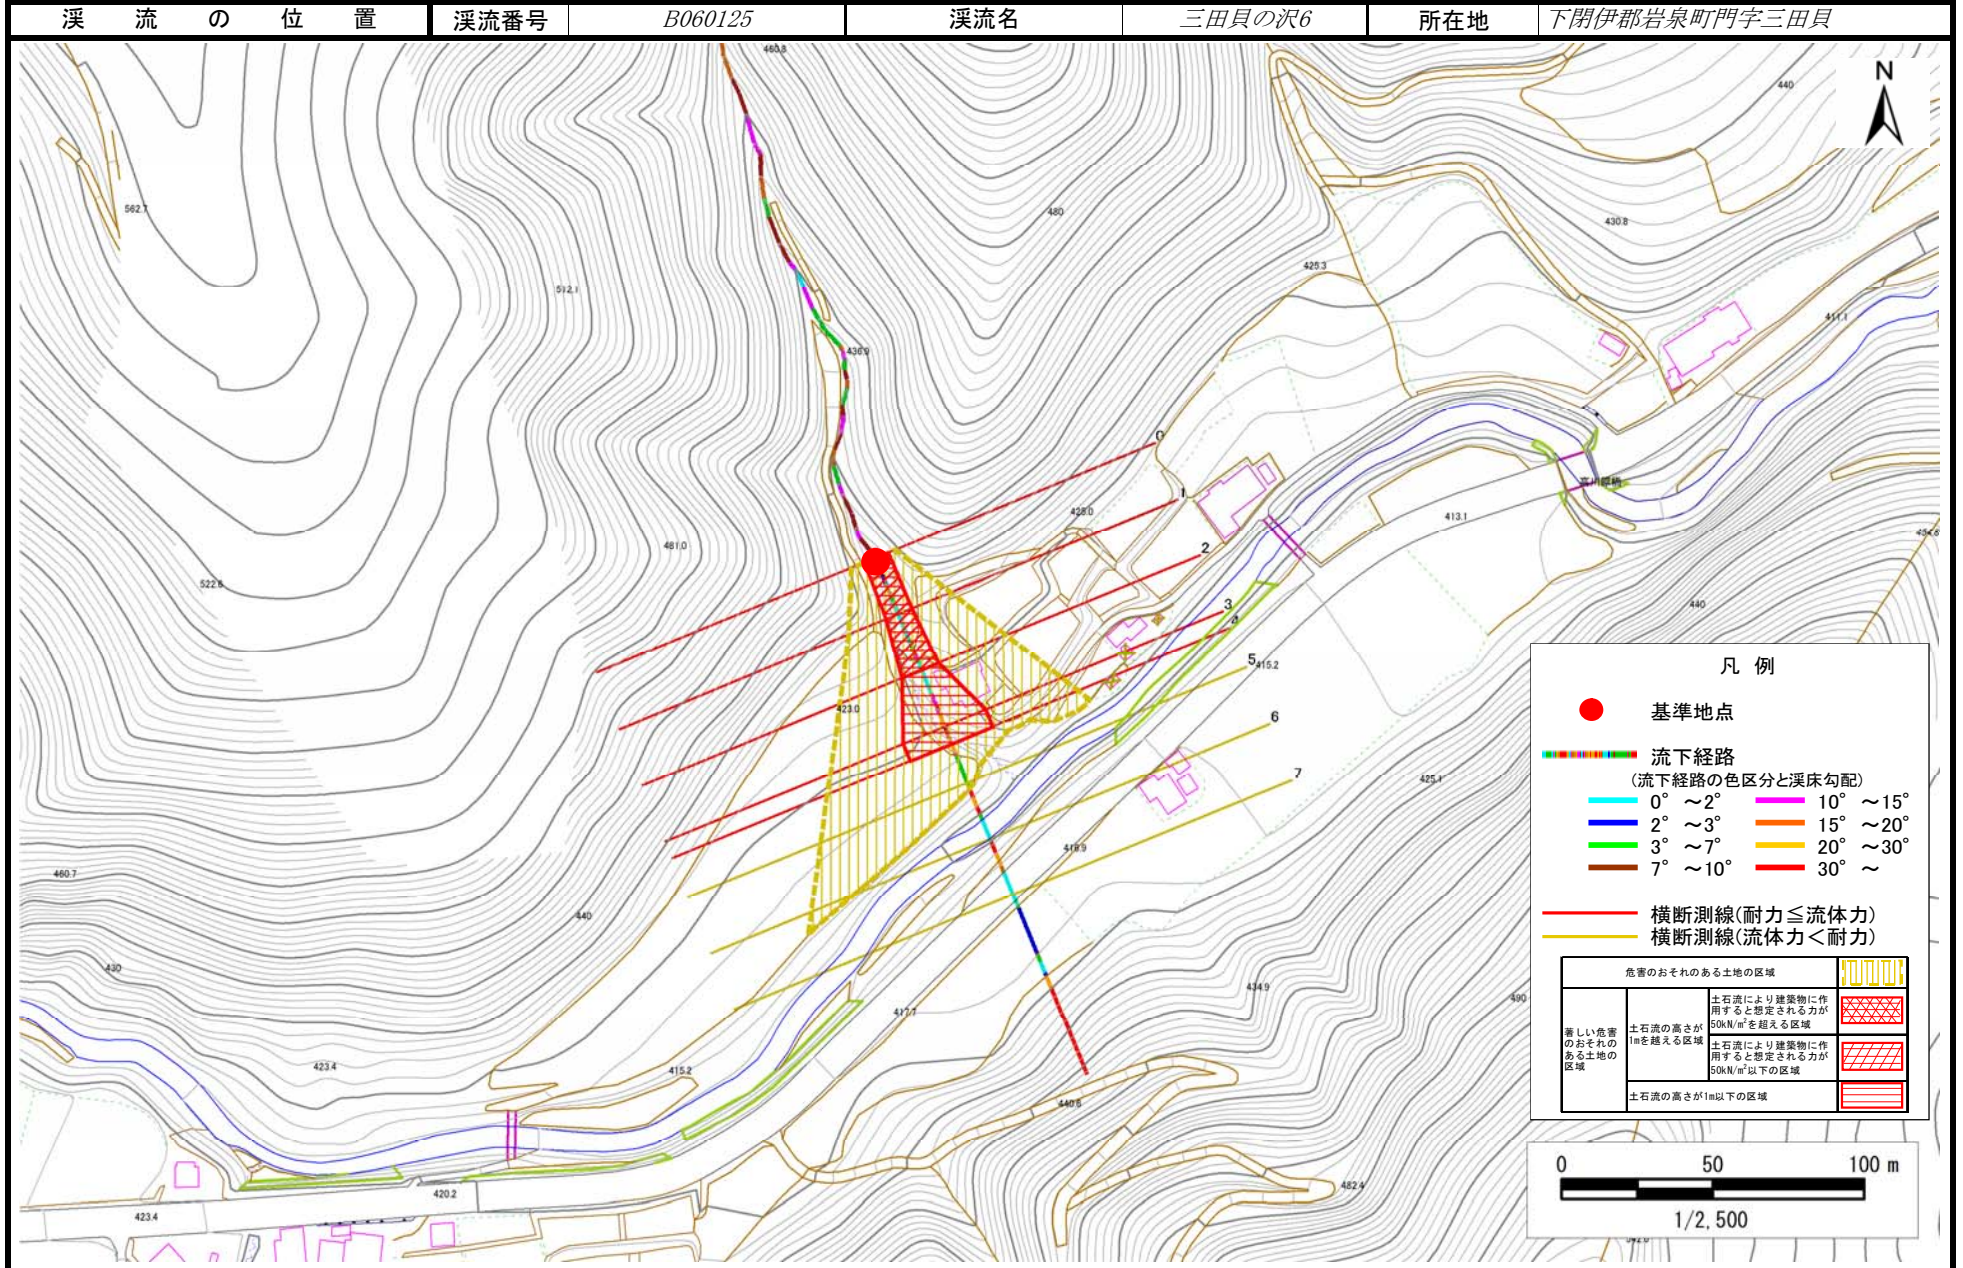 渓流の位置 渓流番号 B060125 渓流名 三田貝の沢6 所在地 下閉伊郡岩泉町門字三田貝
460.8
440
N
562.7
480
430.8
425.3
512.1
411.1
436.9
0
1
425.0
413.1
2
481.0
522.6
440
3
4
5
415.2
423.0
6
7
425.1
418.9
460.7
440
430
434.9
490
417.7
423.4
415.2
440.6
482.4
420.2
423.4
凡 例
基準地点
流下経路
(流下経路の色区分と渓床勾配)
0° ～2° 10° ～15°
2° ～3° 15° ～20°
3° ～7° 20° ～30°
7° ～10° 30° ～
横断測線(耐力≦流体力)
横断測線(流体力＜耐力)
危害のおそれのある土地の区域
著しい危害
のおそれの
ある土地の
区域
土石流の高さが
1mを越える区域
土石流により建築物に作
用すると想定される力が
50kN/m²を超える区域
土石流により建築物に作
用すると想定される力が
50kN/m²以下の区域
土石流の高さが1m以下の区域
0 50 100 m
1/2,500